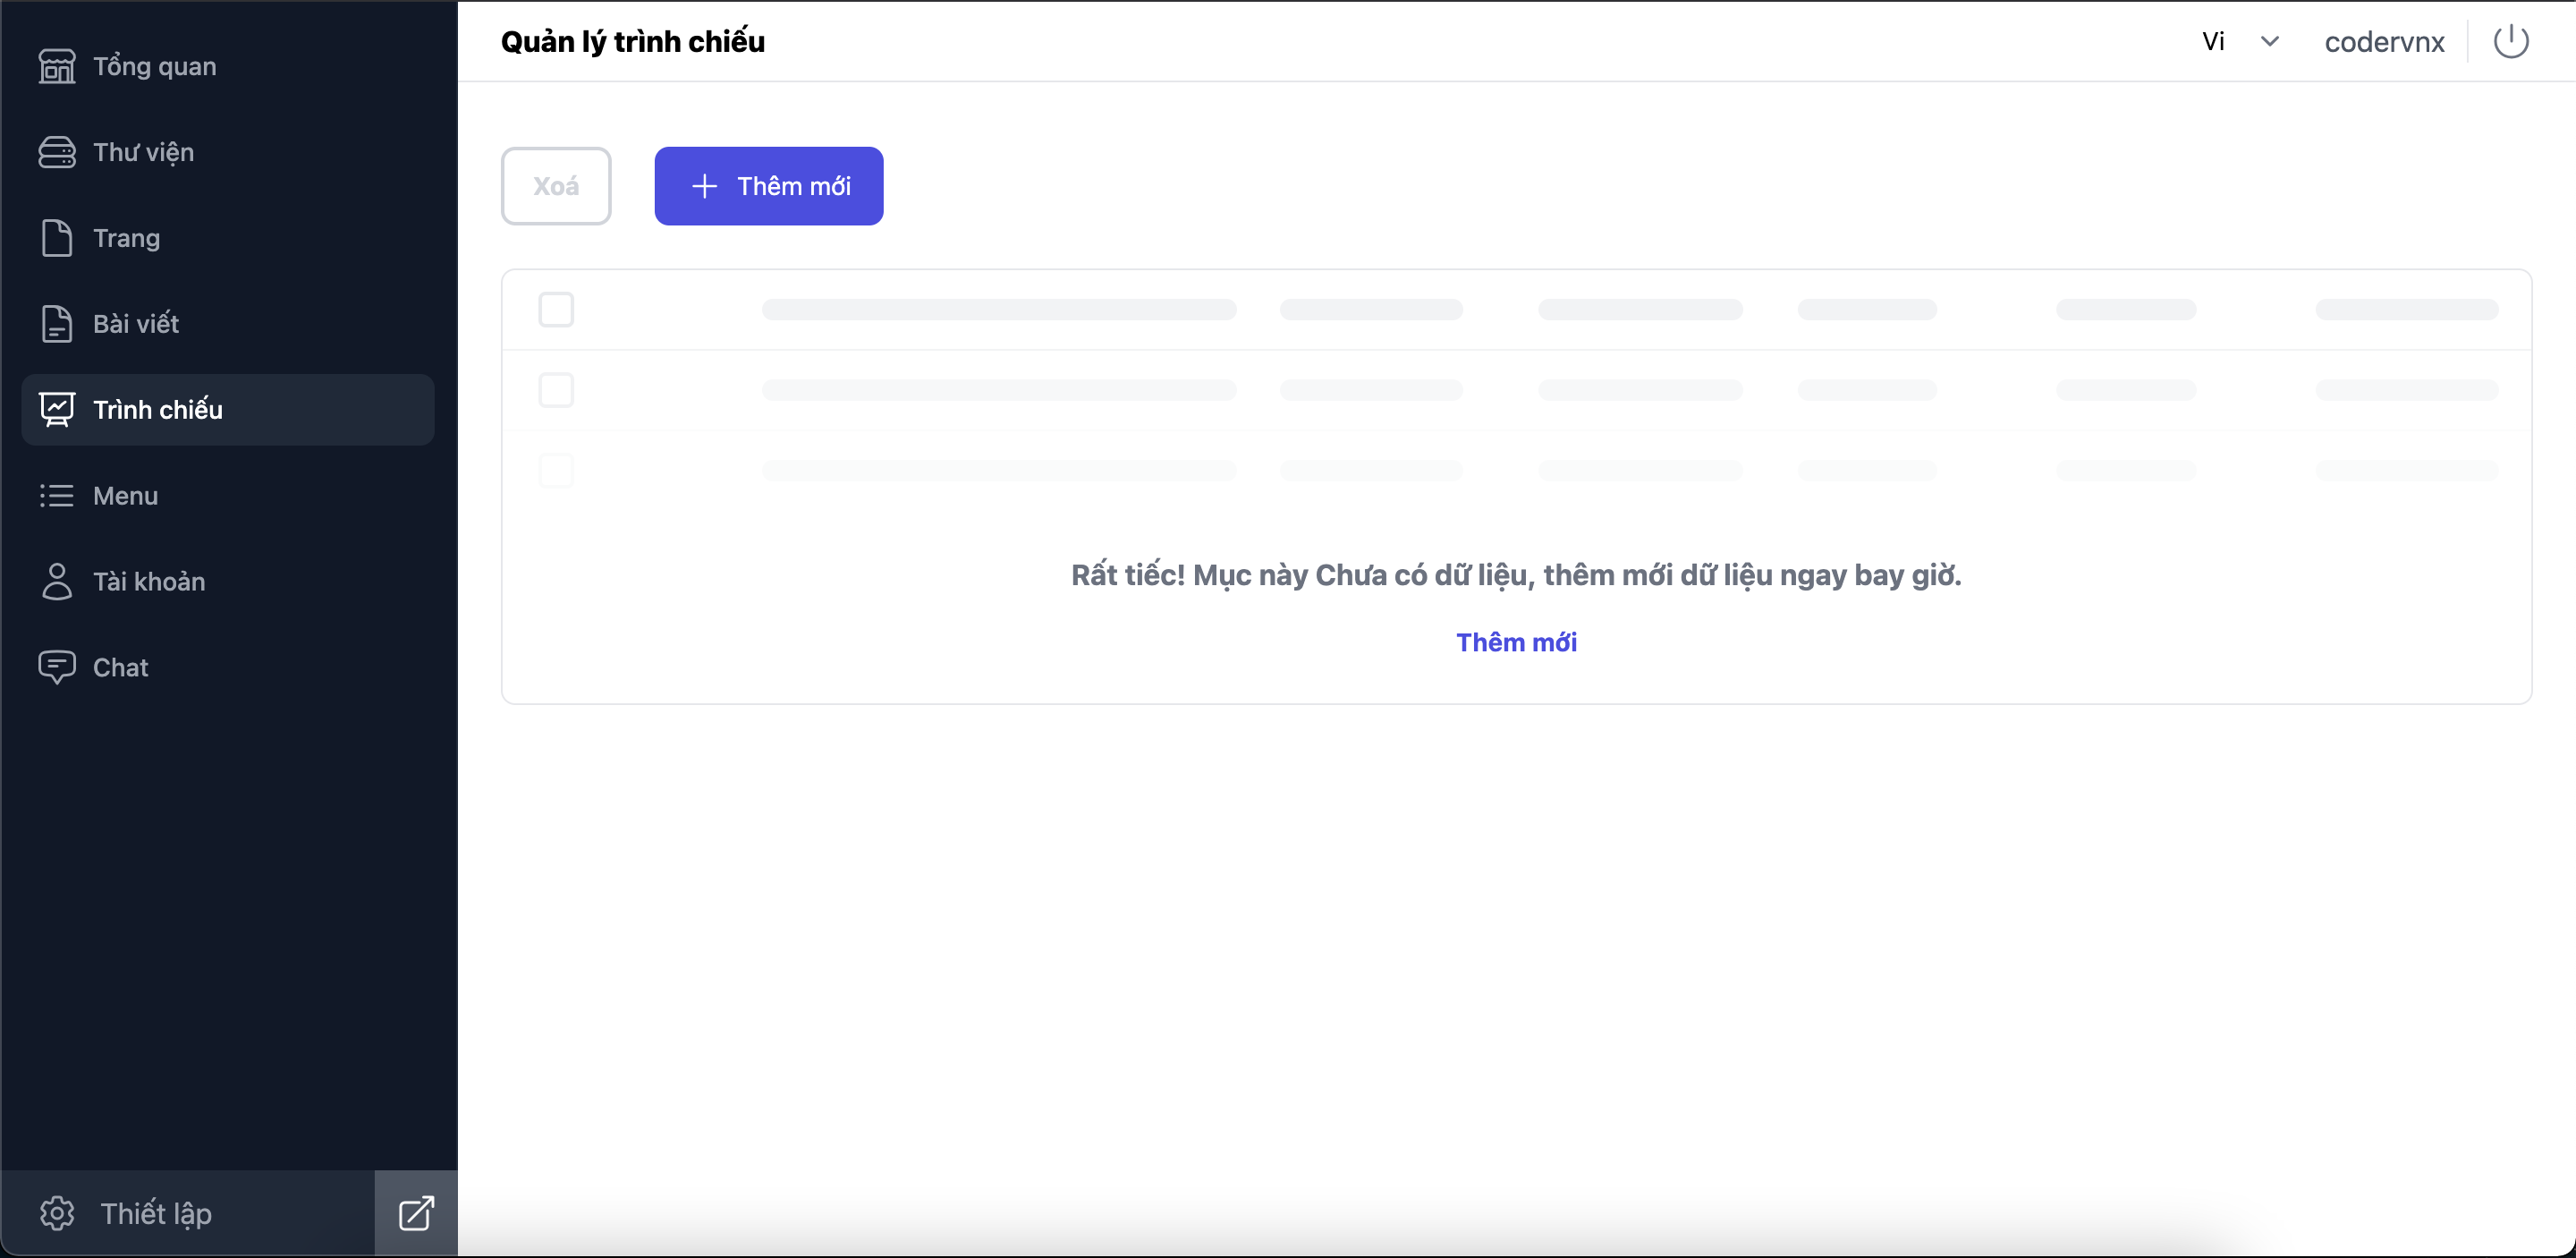 Tổng quan
Thư viện
Trang
Bài viết
Trình chiếu
Menu
Tài khoản
Chat
Thiết lập
Quản lý trình chiếu
Vi
codervnx
Xoá
Thêm mới
Rất tiếc! Mục này Chưa có dữ liệu, thêm mới dữ liệu ngay bay giờ.
Thêm mới